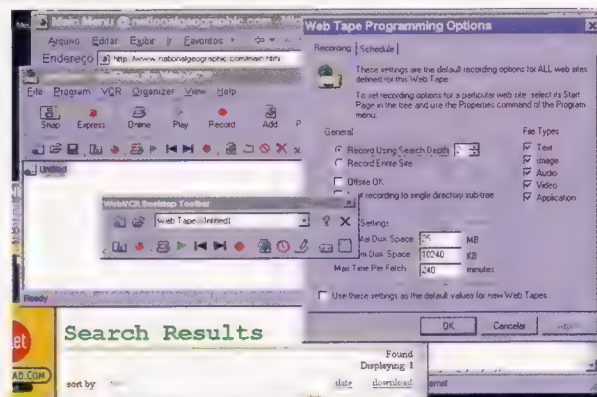 Main Menu @ nationalgeographic.com
Arquivo Editar Exibir Ir Favoritos
Endereço http://www.nationalgeographic.com/main.html
File Program VCR Organizer View Help
Snap Express Online Play Record Add
Untitled
WebVCR Desktop Toolbar
Web Tape (Untitled)
Ready
Web Tape Programming Options
Recording Schedule
These settings are the default recording options for ALL web sites
defined for this Web Tape.
To set recording options for a particular web site select its Start
Page in the tree and use the Properties command of the Program
menu.
General
File Types
Record Using Search Depth
Record Entire Site
Offsite OK
recording to single directory sub-tree
Text
Image
Audio
Video
Application
Settings
Disk Space 25 MB
Disk Space 10240 KB
Max Time Per Fetch 240 minutes
Use these settings as the default values for new Web Tapes
OK Cancelar
Search Results
Found
Displaying 1
sort by date download
AD.COM